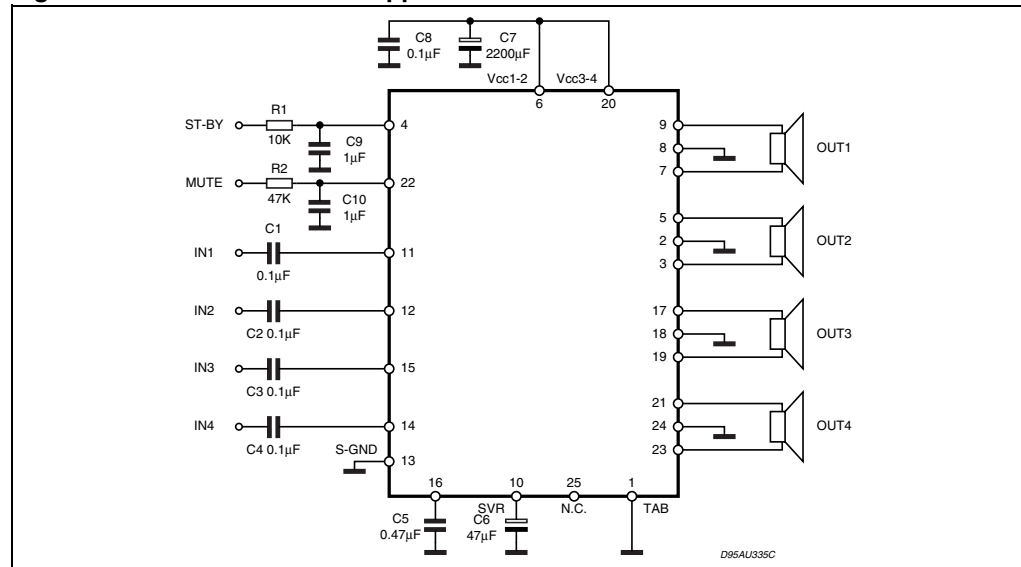 C8
0.1µF
C7
2200µF
Vcc1-2
Vcc3-4
6
20
ST-BY
R1
10K
C9
1µF
4
MUTE
R2
47K
C10
1µF
22
IN1
C1
0.1µF
11
IN2
C2 0.1µF
12
IN3
C3 0.1µF
15
IN4
C4 0.1µF
14
S-GND
13
9
8
7
OUT1
5
2
3
OUT2
17
18
19
OUT3
21
24
23
OUT4
16
10
25
1
SVR
N.C.
TAB
C5
0.47µF
C6
47µF
D95AU335C